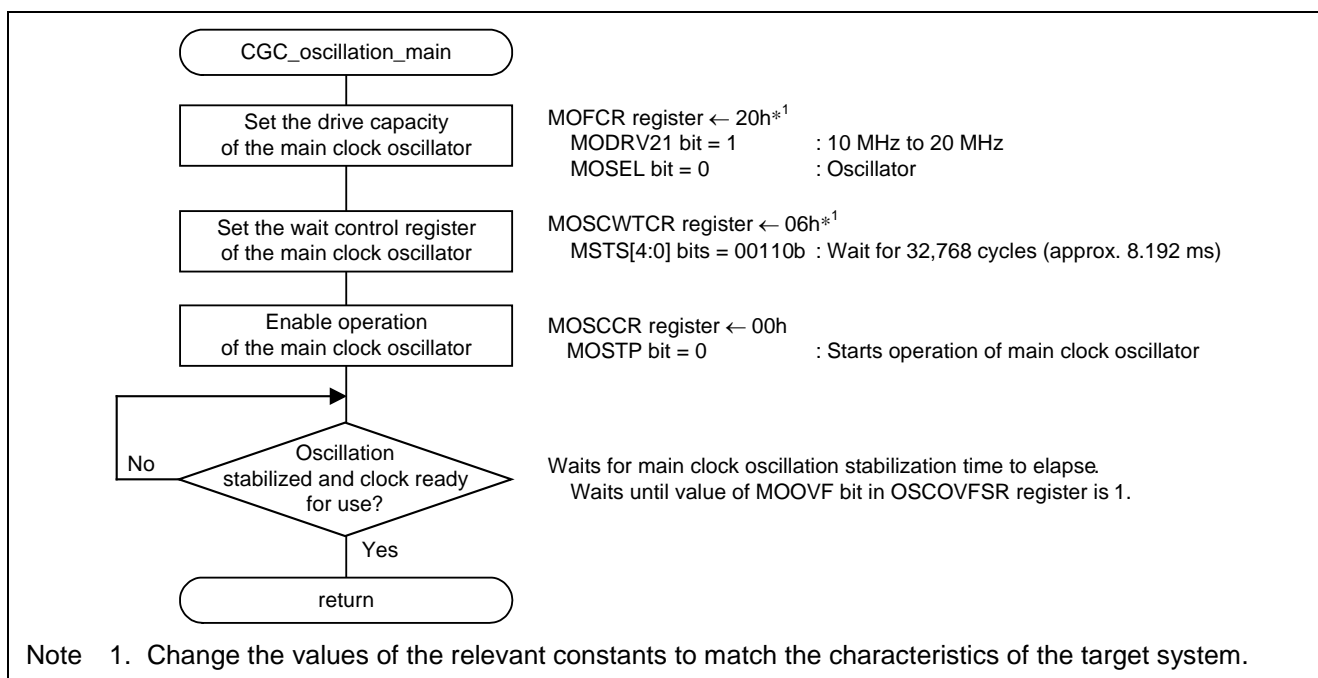 CGC_oscillation_main
Set the drive capacity
of the main clock oscillator
MOFCR register ← 20h*1
MODRV21 bit = 1 : 10 MHz to 20 MHz
MOSEL bit = 0 : Oscillator
Set the wait control register
of the main clock oscillator
MOSCWTCR register ← 06h*1
MSTS[4:0] bits = 00110b : Wait for 32,768 cycles (approx. 8.192 ms)
Enable operation
of the main clock oscillator
MOSCCR register ← 00h
MOSTP bit = 0 : Starts operation of main clock oscillator
No
Oscillation
stabilized and clock ready
for use?
Waits for main clock oscillation stabilization time to elapse.
Waits until value of MOOVF bit in OSCOVFSR register is 1.
Yes
return
Note 1. Change the values of the relevant constants to match the characteristics of the target system.